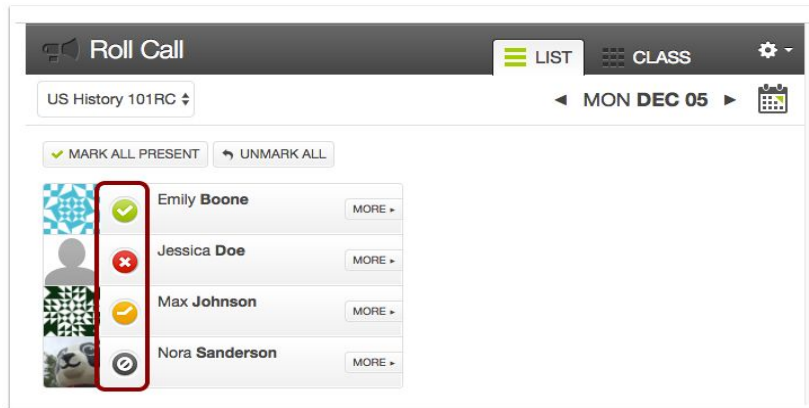 Roll Call LIST CLASS
US History 101RC MON DEC 05
MARK ALL PRESENT UNMARK ALL
Emily Boone MORE
Jessica Doe MORE
Max Johnson MORE
Nora Sanderson MORE